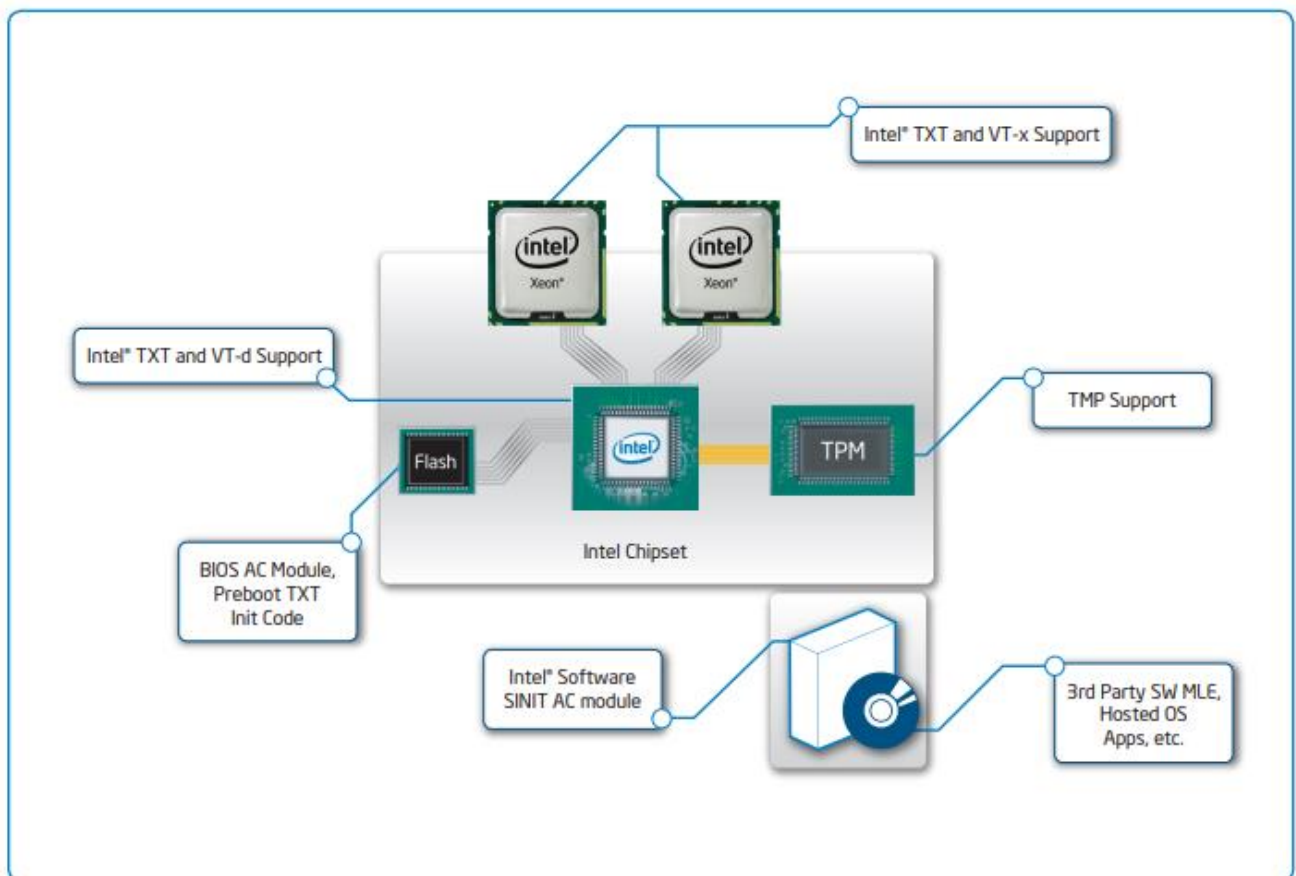 Intel® TXT and VT-x Support
intel
Xeon®
intel
Xeon®
Intel® TXT and VT-d Support
TMP Support
Flash
intel
TPM
Intel Chipset
BIOS AC Module,
Preboot TXT
Init Code
Intel® Software
SINIT AC module
3rd Party SW MLE,
Hosted OS
Apps, etc.